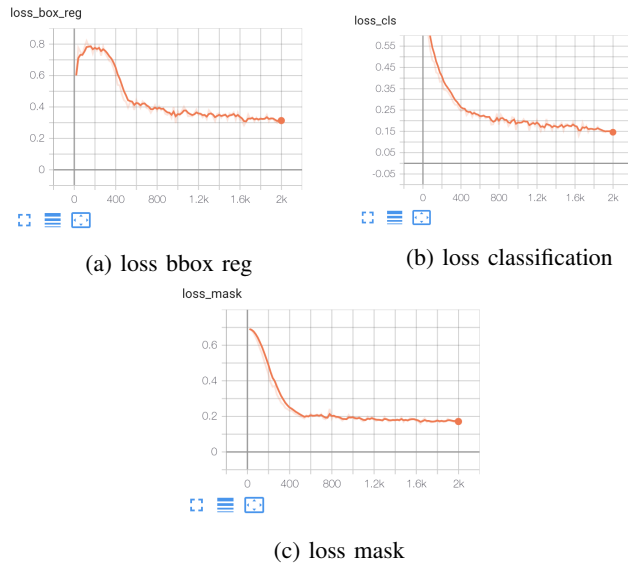 loss_box_reg
0.8
0.6
0.4
0.2
0
0 400 800 1.2k 1.6k 2k
(a) loss bbox reg
loss_cls
0.55
0.45
0.35
0.25
0.15
0.05
-0.05
0 400 800 1.2k 1.6k 2k
(b) loss classification
loss_mask
0.6
0.4
0.2
0
0 400 800 1.2k 1.6k 2k
(c) loss mask